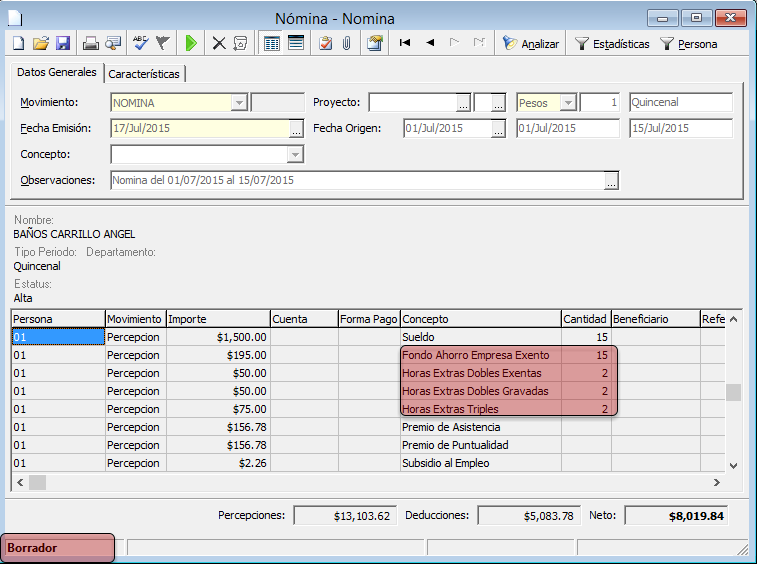 Nómina - Nomina
ABC Analizar Estadísticas Persona
Datos Generales Características
Movimiento: NOMINA Proyecto: Pesos 1 Quincenal
Fecha Emisión: 17/Jul/2015 Fecha Origen: 01/Jul/2015 01/Jul/2015 15/Jul/2015
Concepto:
Observaciones: Nomina del 01/07/2015 al 15/07/2015
Nombre:
BAÑOS CARRILLO ANGEL
Tipo Periodo: Departamento:
Quincenal
Estatus:
Alta
Persona Movimiento Importe Cuenta Forma Pago Concepto Cantidad Beneficiario Refe
01 Percepcion $1,500.00 Sueldo 15
01 Percepcion $195.00 Fondo Ahorro Empresa Exento 15
01 Percepcion $50.00 Horas Extras Dobles Exentas 2
01 Percepcion $50.00 Horas Extras Dobles Gravadas 2
01 Percepcion $75.00 Horas Extras Triples 2
01 Percepcion $156.78 Premio de Asistencia
01 Percepcion $156.78 Premio de Puntualidad
01 Percepcion $2.26 Subsidio al Empleo
Percepciones: $13,103.62 Deducciones: $5,083.78 Neto: $8,019.84
Borrador